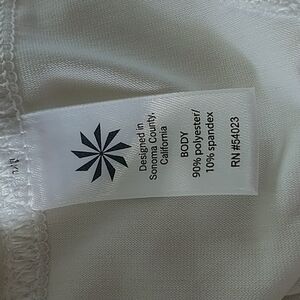 Designed in
Sonoma County,
California
BODY
90% polyester/
10% spandex
RN #54023